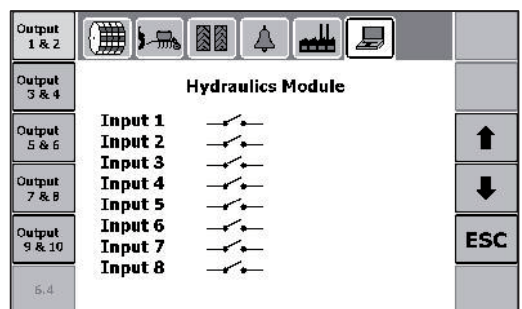 Output
1 & 2
Output
3 & 4
Output
5 & 6
Output
7 & 8
Output
9 & 10
6.4
Hydraulics Module
Input 1
Input 2
Input 3
Input 4
Input 5
Input 6
Input 7
Input 8
ESC